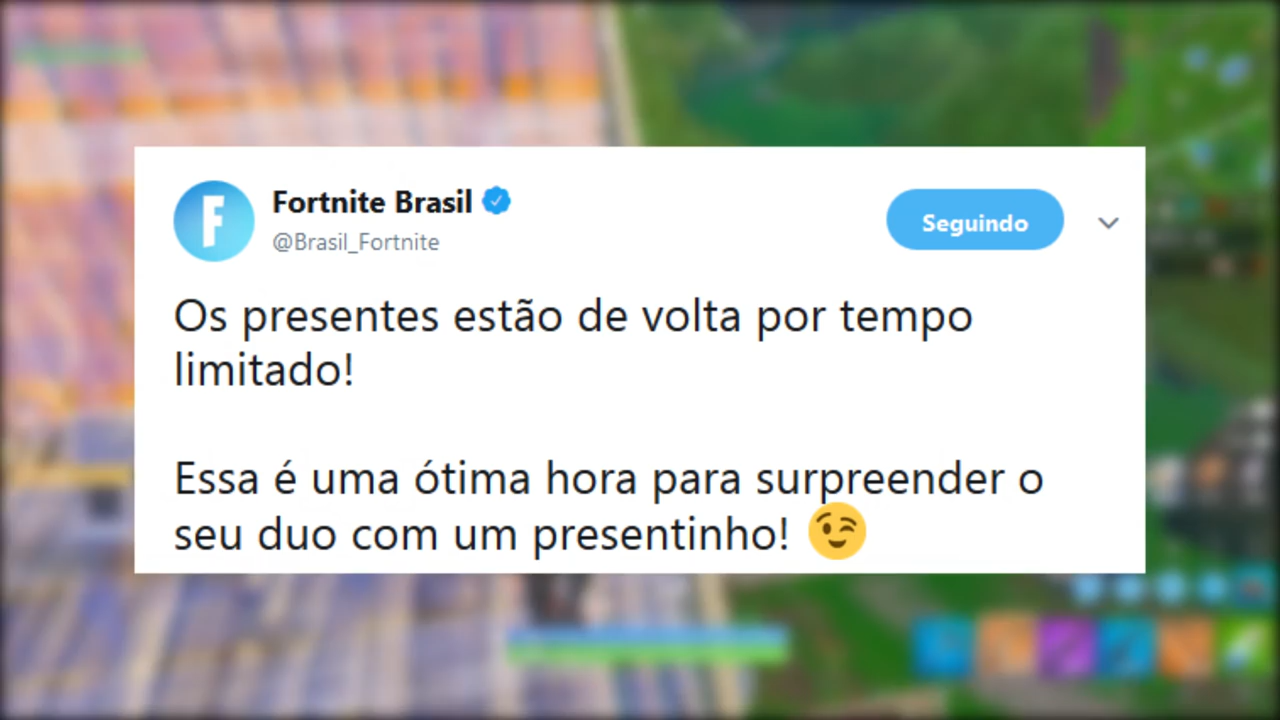 Fortnite Brasil
@Brasil_Fortnite
Seguindo
Os presentes estão de volta por tempo
limitado!
Essa é uma ótima hora para surpreender o
seu duo com um presentinho! 😉